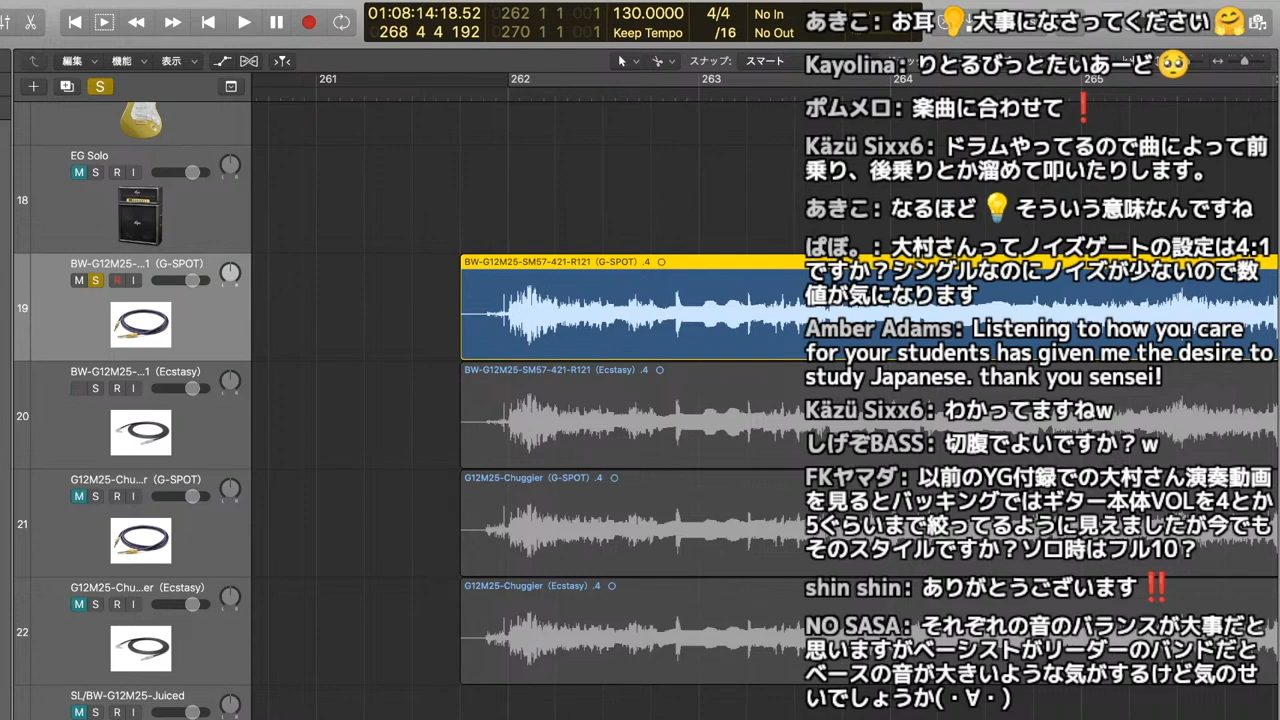 01:08:14:18.52
268 4 4 192
0262 1 1 001
0270 1 1 001
130.0000
Keep Tempo
4/4
/16
No In
No Out
編集
機能
表示
スナップ:
スマート
261
262
263
264
265
S
EG Solo
M S R I
18
BW-G12M25-...1 (G-SPOT)
M S R I
19
BW-G12M25-SM57-421-R121 (G-SPOT) .4
BW-G12M25-...1 (Ecstasy)
S R I
20
BW-G12M25-SM57-421-R121 (Ecstasy) .4
G12M25-Chu...r (G-SPOT)
M S R I
21
G12M25-Chuggier (G-SPOT) .4
G12M25-Chu...er (Ecstasy)
M S R I
22
G12M25-Chuggier (Ecstasy) .4
SL/BW-G12M25-Juiced
M S R I
あきこ: お耳👂大事になさってください🤗
Kayolina: りとるびっとたいあーど🥺
ポムメロ: 楽曲に合わせて❗
Käzü Sixx6: ドラムやってるので曲によって前
乗り、後乗りとか溜めて叩いたりします。
あきこ: なるほど💡そういう意味なんですね
ぱぽ。: 大村さんってノイズゲートの設定は4:1
ですか?シングルなのにノイズが少ないので数
値が気になります
Amber Adams: Listening to how you care
for your students has given me the desire to
study Japanese. thank you sensei!
Käzü Sixx6: わかってますねw
しげぞBASS: 切腹でよいですか?w
FKヤマダ: 以前のYG付録での大村さん演奏動画
を見るとバッキングではギター本体VOLを4とか
5ぐらいまで絞ってるように見えましたが今でも
そのスタイルですか?ソロ時はフル10?
shin shin: ありがとうございます‼️
NO SASA: それぞれの音のバランスが大事だと
思いますがベーシストがリーダーのバンドだと
ベースの音が大きいような気がするけど気のせ
いでしょうか(・∀・)